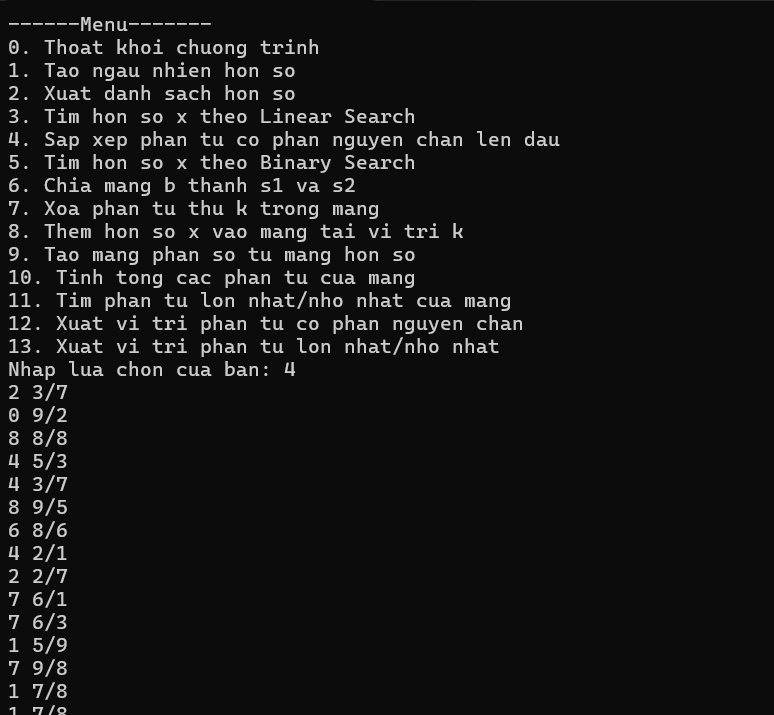 ------Menu-------
0. Thoat khoi chuong trinh
1. Tao ngau nhien hon so
2. Xuat danh sach hon so
3. Tim hon so x theo Linear Search
4. Sap xep phan tu co phan nguyen chan len dau
5. Tim hon so x theo Binary Search
6. Chia mang b thanh s1 va s2
7. Xoa phan tu thu k trong mang
8. Them hon so x vao mang tai vi tri k
9. Tao mang phan so tu mang hon so
10. Tinh tong cac phan tu cua mang
11. Tim phan tu lon nhat/nho nhat cua mang
12. Xuat vi tri phan tu co phan nguyen chan
13. Xuat vi tri phan tu lon nhat/nho nhat
Nhap lua chon cua ban: 4
2 3/7
0 9/2
8 8/8
4 5/3
4 3/7
8 9/5
6 8/6
4 2/1
2 2/7
7 6/1
7 6/3
1 5/9
7 9/8
1 7/8
1 7/8